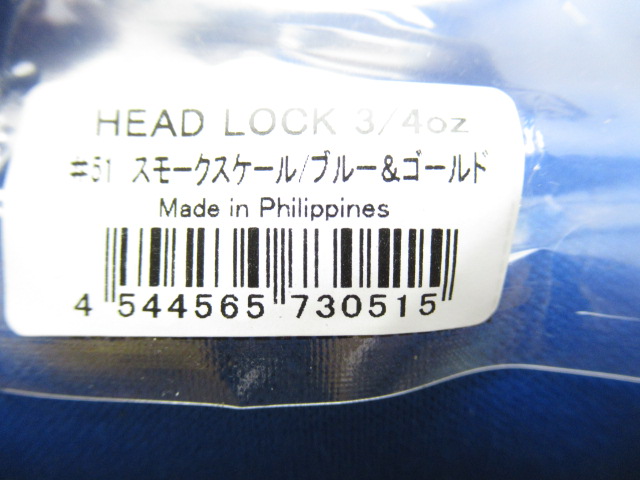 HEAD LOCK 3/4oz
#51 スモークスケール/ブルー&ゴールド
Made in Philippines
4 544565 730515